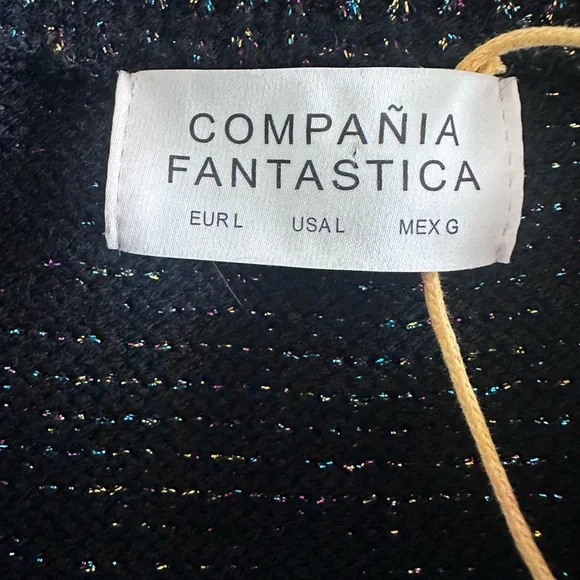 COMPAÑIA
FANTASTICA
EUR L USA L MEX G